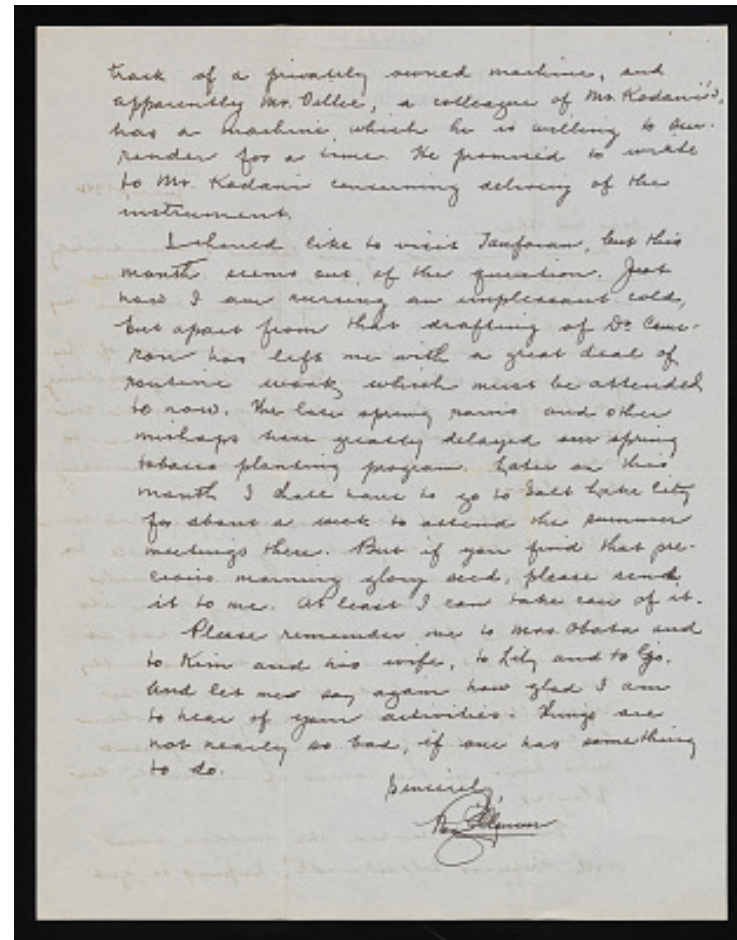 track of a privately owned machine, and
apparently Mr. Dillee, a colleague of Mr. Kodani's,
has a machine which he is willing to sur-
render for a time. He promised to write
to Mr. Kodani concerning delivery of the
instrument.
I should like to visit Tanforan, but this
month seems out of the question. Just
now I am nursing an unpleasant cold,
but apart from that drafting of Dr. Came-
ron has left me with a great deal of
routine work, which must be attended
to now. The late spring rains and other
mishaps have greatly delayed our spring
tobacco planting program. Later on this
month I shall have to go to Salt Lake City
for about a week to attend the summer
meetings there. But if you find that pre-
cious morning glory seed, please send
it to me. At least I can take care of it.
Please remember me to Mrs. Obata and
to Kim and his wife, to Lily and to Gyo.
And let me say again how glad I am
to hear of your activities. Things are
not nearly so bad, if one has something
to do.
Sincerely,